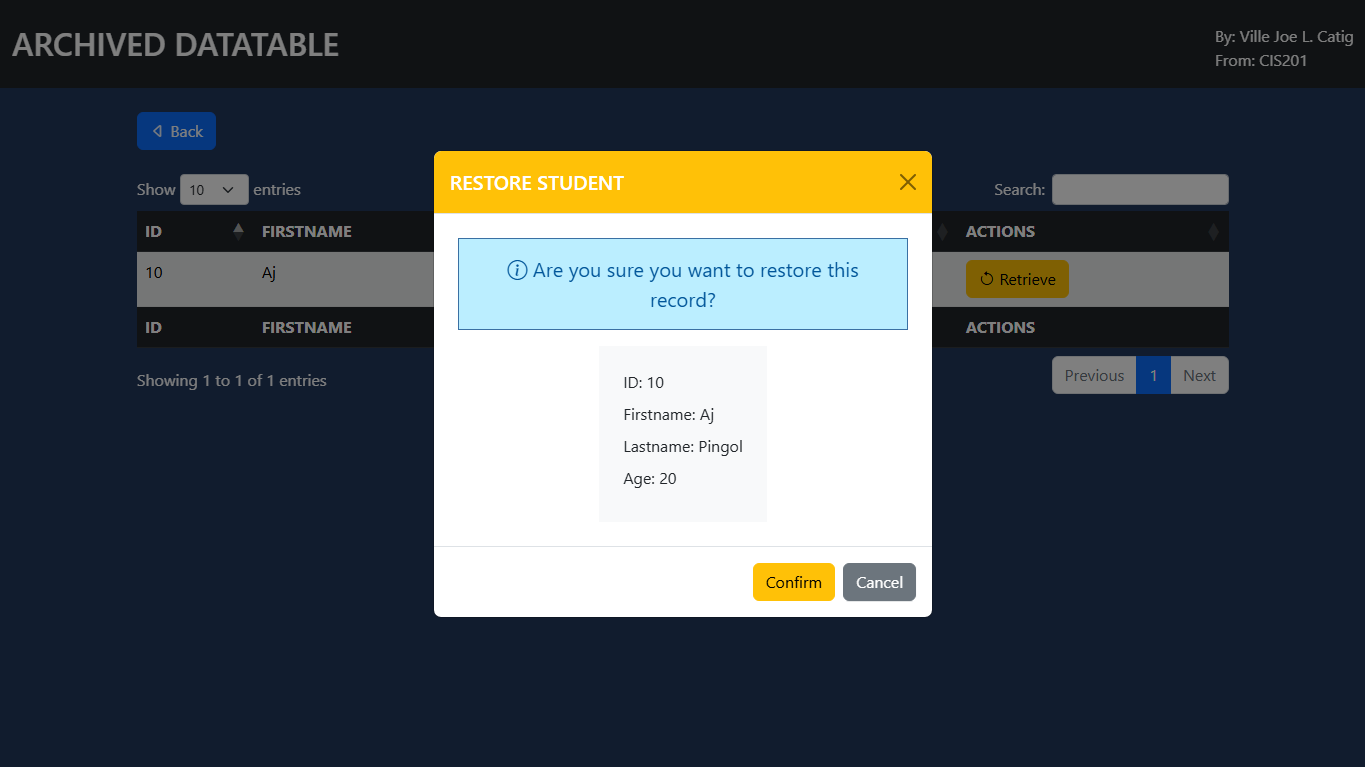 ARCHIVED DATATABLE
By: Ville Joe L. Catig
From: CIS201
Back
Show 10 entries
Search:
ID FIRSTNAME ACTIONS
10 Aj Retrieve
ID FIRSTNAME ACTIONS
Showing 1 to 1 of 1 entries
Previous 1 Next
RESTORE STUDENT
Are you sure you want to restore this
record?
ID: 10
Firstname: Aj
Lastname: Pingol
Age: 20
Confirm Cancel